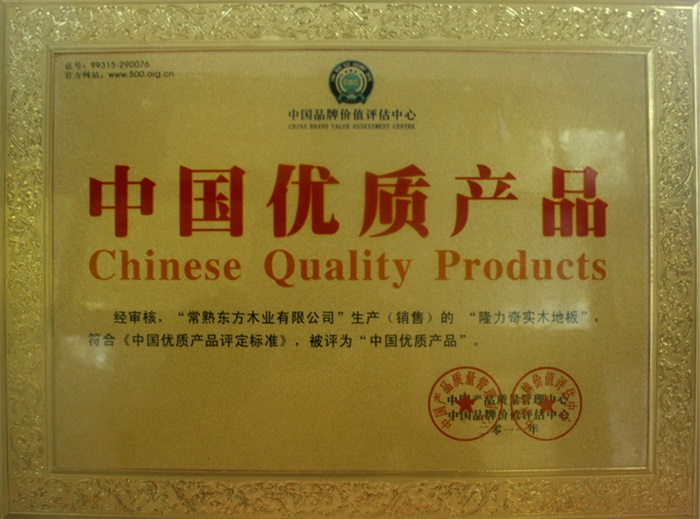 证号：99315-290076
官方网站：www.500.org.cn
中国品牌价值评估中心
CHINA BRAND VALUE ASSESSMENT CENTRE
中国优质产品
Chinese Quality Products
经审核，“常熟东方木业有限公司”生产（销售）的 “隆力奇实木地板”，
符合《中国优质产品评定标准》，被评为“中国优质产品”。
中国产品质量管理中心
中国品牌价值评估中心
二零一一年